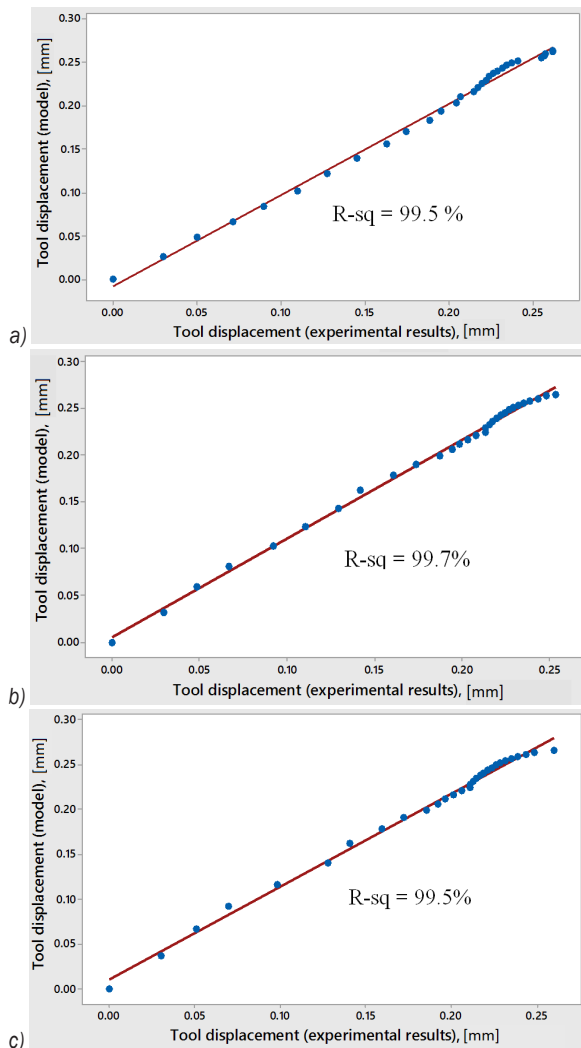 0.30
0.25
0.20
0.15
0.10
0.05
0.00
Tool displacement (model), [mm]
R-sq = 99.5 %
0.00 0.05 0.10 0.15 0.20 0.25
Tool displacement (experimental results), [mm]
a)
0.30
0.25
0.20
0.15
0.10
0.05
0.00
Tool displacement (model), [mm]
R-sq = 99.7%
0.00 0.05 0.10 0.15 0.20 0.25
Tool displacement (experimental results), [mm]
b)
0.30
0.25
0.20
0.15
0.10
0.05
0.00
Tool displacement (model), [mm]
R-sq = 99.5%
0.00 0.05 0.10 0.15 0.20 0.25
Tool displacement (experimental results), [mm]
c)